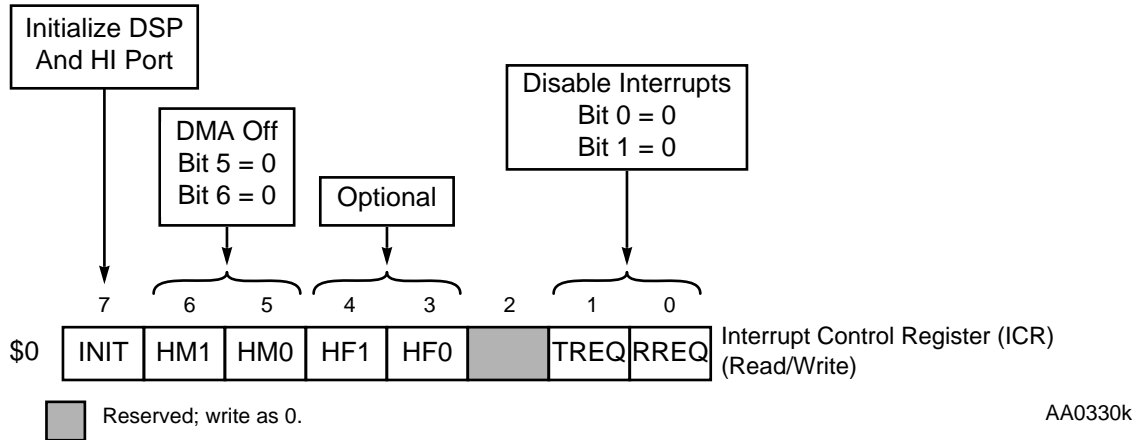 Initialize DSP
And HI Port
Disable Interrupts
Bit 0 = 0
Bit 1 = 0
DMA Off
Bit 5 = 0
Bit 6 = 0
Optional
7 6 5 4 3 2 1 0
$0 INIT HM1 HM0 HF1 HF0 TREQ RREQ
Interrupt Control Register (ICR)
(Read/Write)
Reserved; write as 0.
AA0330k